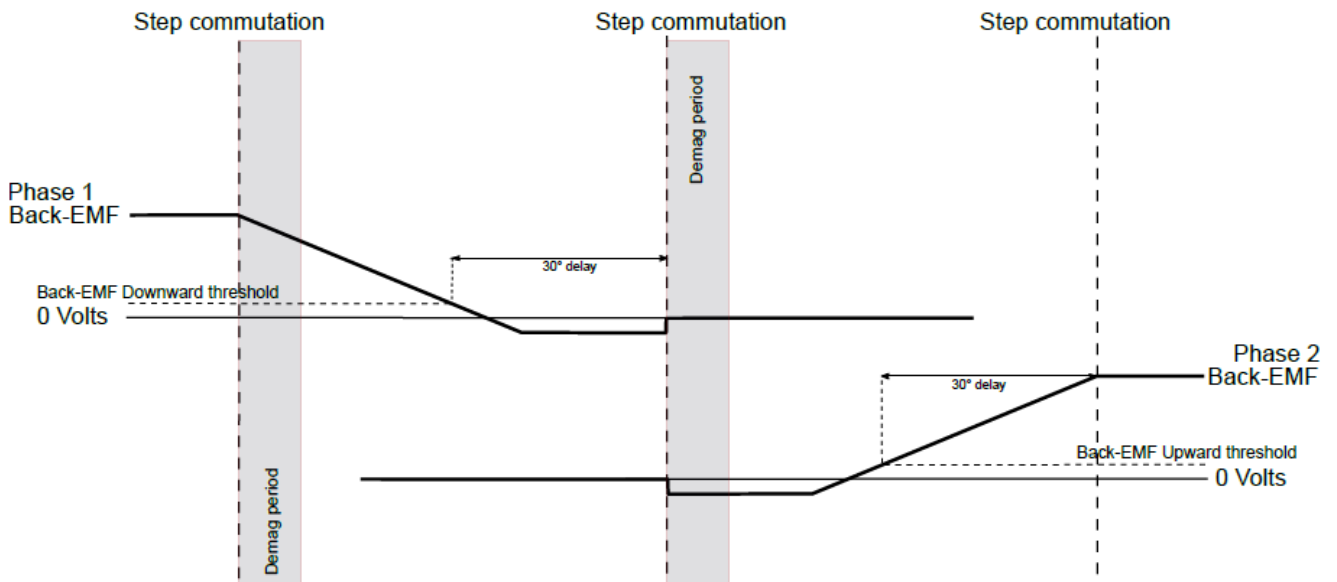 Step commutation
Step commutation
Step commutation
Demag period
Phase 1
Back-EMF
30° delay
Back-EMF Downward threshold
0 Volts
Phase 2
Back-EMF
30° delay
Back-EMF Upward threshold
0 Volts
Demag period